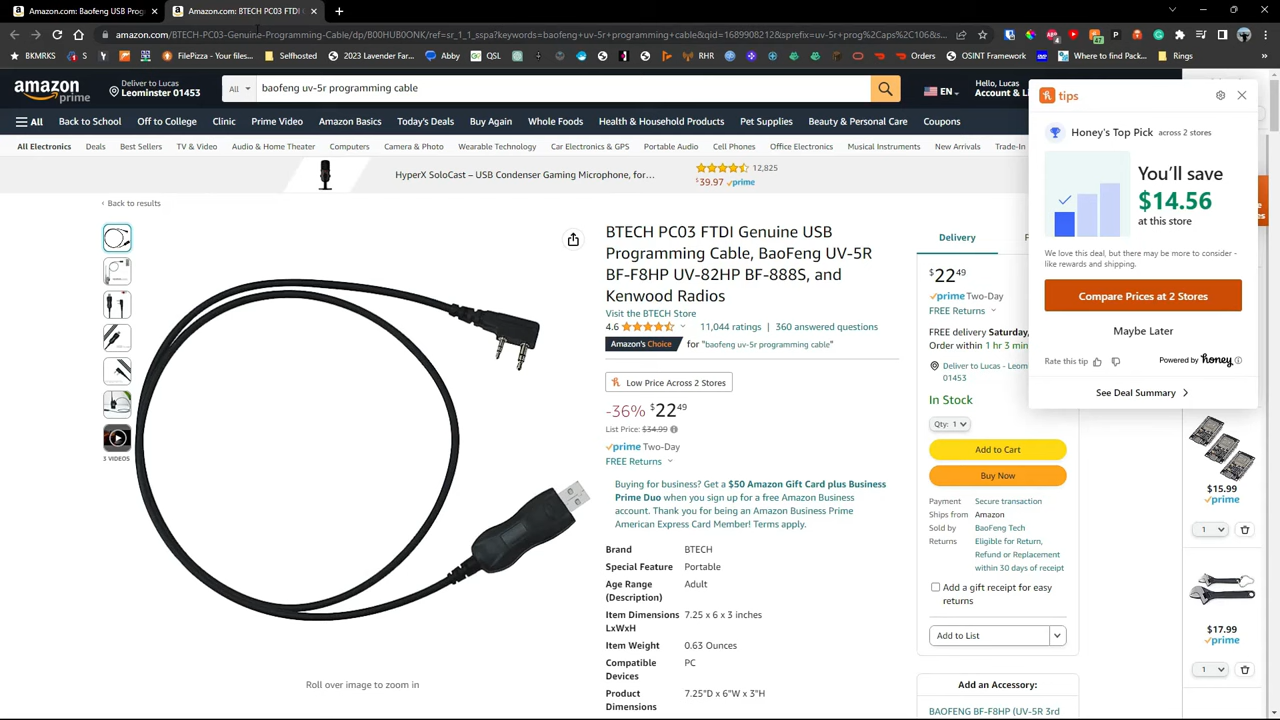 Amazon.com: Baofeng USB Prog
Amazon.com: BTECH PC03 FTDI G
amazon.com/BTECH-PC03-Genuine-Programming-Cable/dp/B00HUB0ONK/ref=sr_1_1_sspa?keywords=baofeng+uv-5r+programming+cable&qid=1689908212&sprefix=uv-5r+prog%2Caps%2C106&s...
BKMRKS
FilePizza - Your Fil...
Selfhosted
SO Lavender Pack...
Abby
QSL
RHR
Orders
OSINT Framework
Where to find Pack...
Rings
amazon
prime
Deliver to Lucas
Leominster 01453
All
baofeng uv-5r programming cable
EN
Hello, Lucas
Account & Li
All
Back to School
Off to College
Clinic
Prime Video
Amazon Business
Today's Deals
Buy Again
Whole Foods
Health & Household Products
Pet Supplies
Beauty & Personal Care
Coupons
All Electronics
Deals
Best Sellers
TV & Video
Audio & Home Theater
Computers
Camera & Photo
Wearable Technology
Car Electronics & GPS
Portable Audio
Cell Phones
Office Electronics
Musical Instruments
New Arrivals
Trade-In
HyperX SoloCast – USB Condenser Gaming Microphone, for…
12,825
$39.97 prime
‹ Back to results
3 VIDEOS
Roll over image to zoom in
BTECH PC03 FTDI Genuine USB
Programming Cable, BaoFeng UV-5R
BF-F8HP UV-82HP BF-888S, and
Kenwood Radios
Visit the BTECH Store
4.6
11,044 ratings | 360 answered questions
Amazon's Choice for "baofeng uv-5r programming cable"
Low Price Across 2 Stores
-36% $22 49
List Price: $34.99
prime Two-Day
FREE Returns
Buying for business? Get a $50 Amazon Gift Card plus Business
Prime Duo when you sign up for a free Amazon Business
account. Thank you for being an Amazon Business Prime
American Express Card Member! Terms apply.
Brand BTECH
Special Feature Portable
Age Range Adult
(Description)
Item Dimensions 7.25 x 6 x 3 inches
LxWxH
Item Weight 0.63 Ounces
Compatible PC
Devices
Product 7.25"D x 6"W x 3"H
Dimensions
Delivery
$22 49
prime Two-Day
FREE Returns
FREE delivery Saturday,
Order within 1 hr 3 min
Deliver to Lucas - Leom
01453
In Stock
Qty: 1
Add to Cart
Buy Now
Payment Secure transaction
Ships from Amazon
Sold by BaoFeng Tech
Returns Eligible for Return,
Refund or Replacement
within 30 days of receipt
Add a gift receipt for easy
returns
Add to List
Add an Accessory:
BAOFENG BF-F8HP (UV-5R 3rd
tips
Honey's Top Pick across 2 stores
You'll save
$14.56
at this store
We love this deal, but there may be more to consider -
like rewards and shipping.
Compare Prices at 2 Stores
Maybe Later
Rate this tip
Powered by honey
See Deal Summary
$15.99
prime
1
$17.99
prime
1